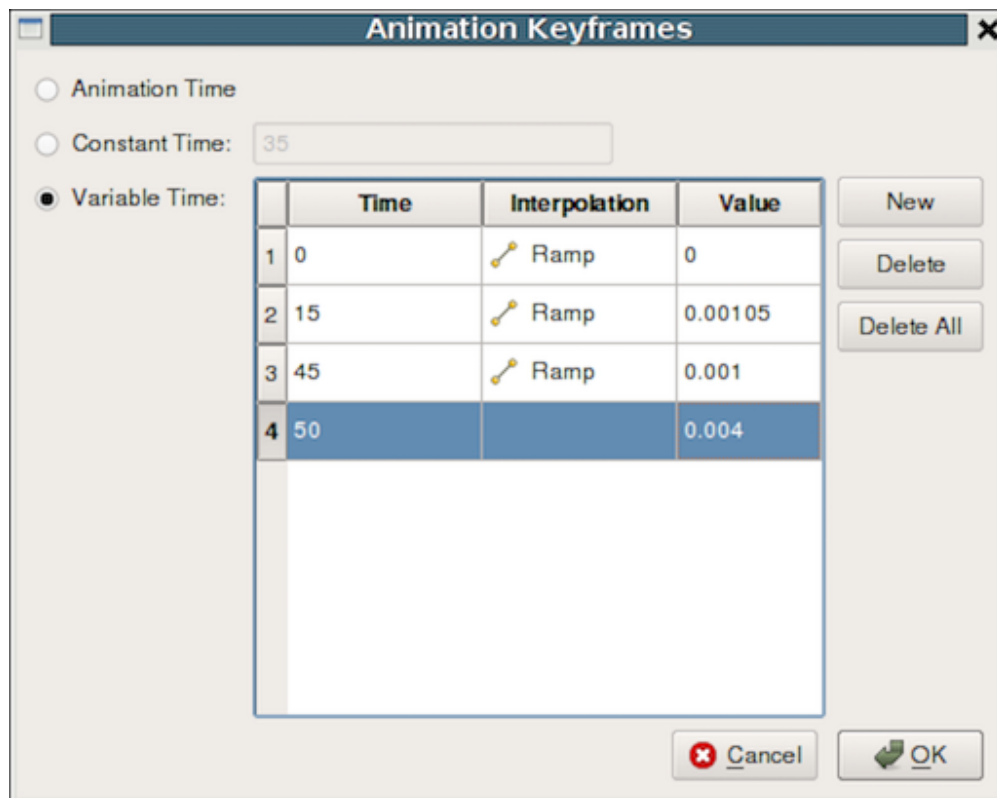 Animation Keyframes
Animation Time
Constant Time: 35
Variable Time:
Time Interpolation Value
New
1 0 Ramp 0
Delete
2 15 Ramp 0.00105
Delete All
3 45 Ramp 0.001
4 50 0.004
Cancel OK